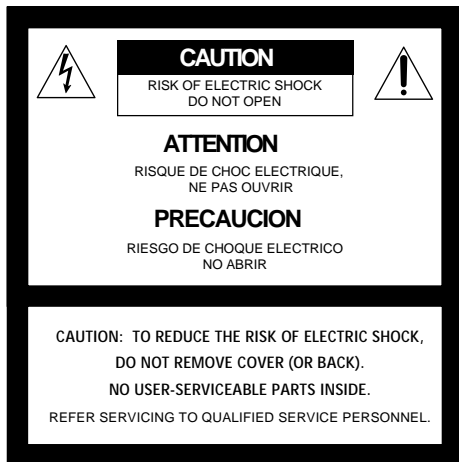 CAUTION
RISK OF ELECTRIC SHOCK
DO NOT OPEN
ATTENTION
RISQUE DE CHOC ELECTRIQUE,
NE PAS OUVRIR
PRECAUCION
RIESGO DE CHOQUE ELECTRICO
NO ABRIR
CAUTION: TO REDUCE THE RISK OF ELECTRIC SHOCK,
DO NOT REMOVE COVER (OR BACK).
NO USER-SERVICEABLE PARTS INSIDE.
REFER SERVICING TO QUALIFIED SERVICE PERSONNEL.